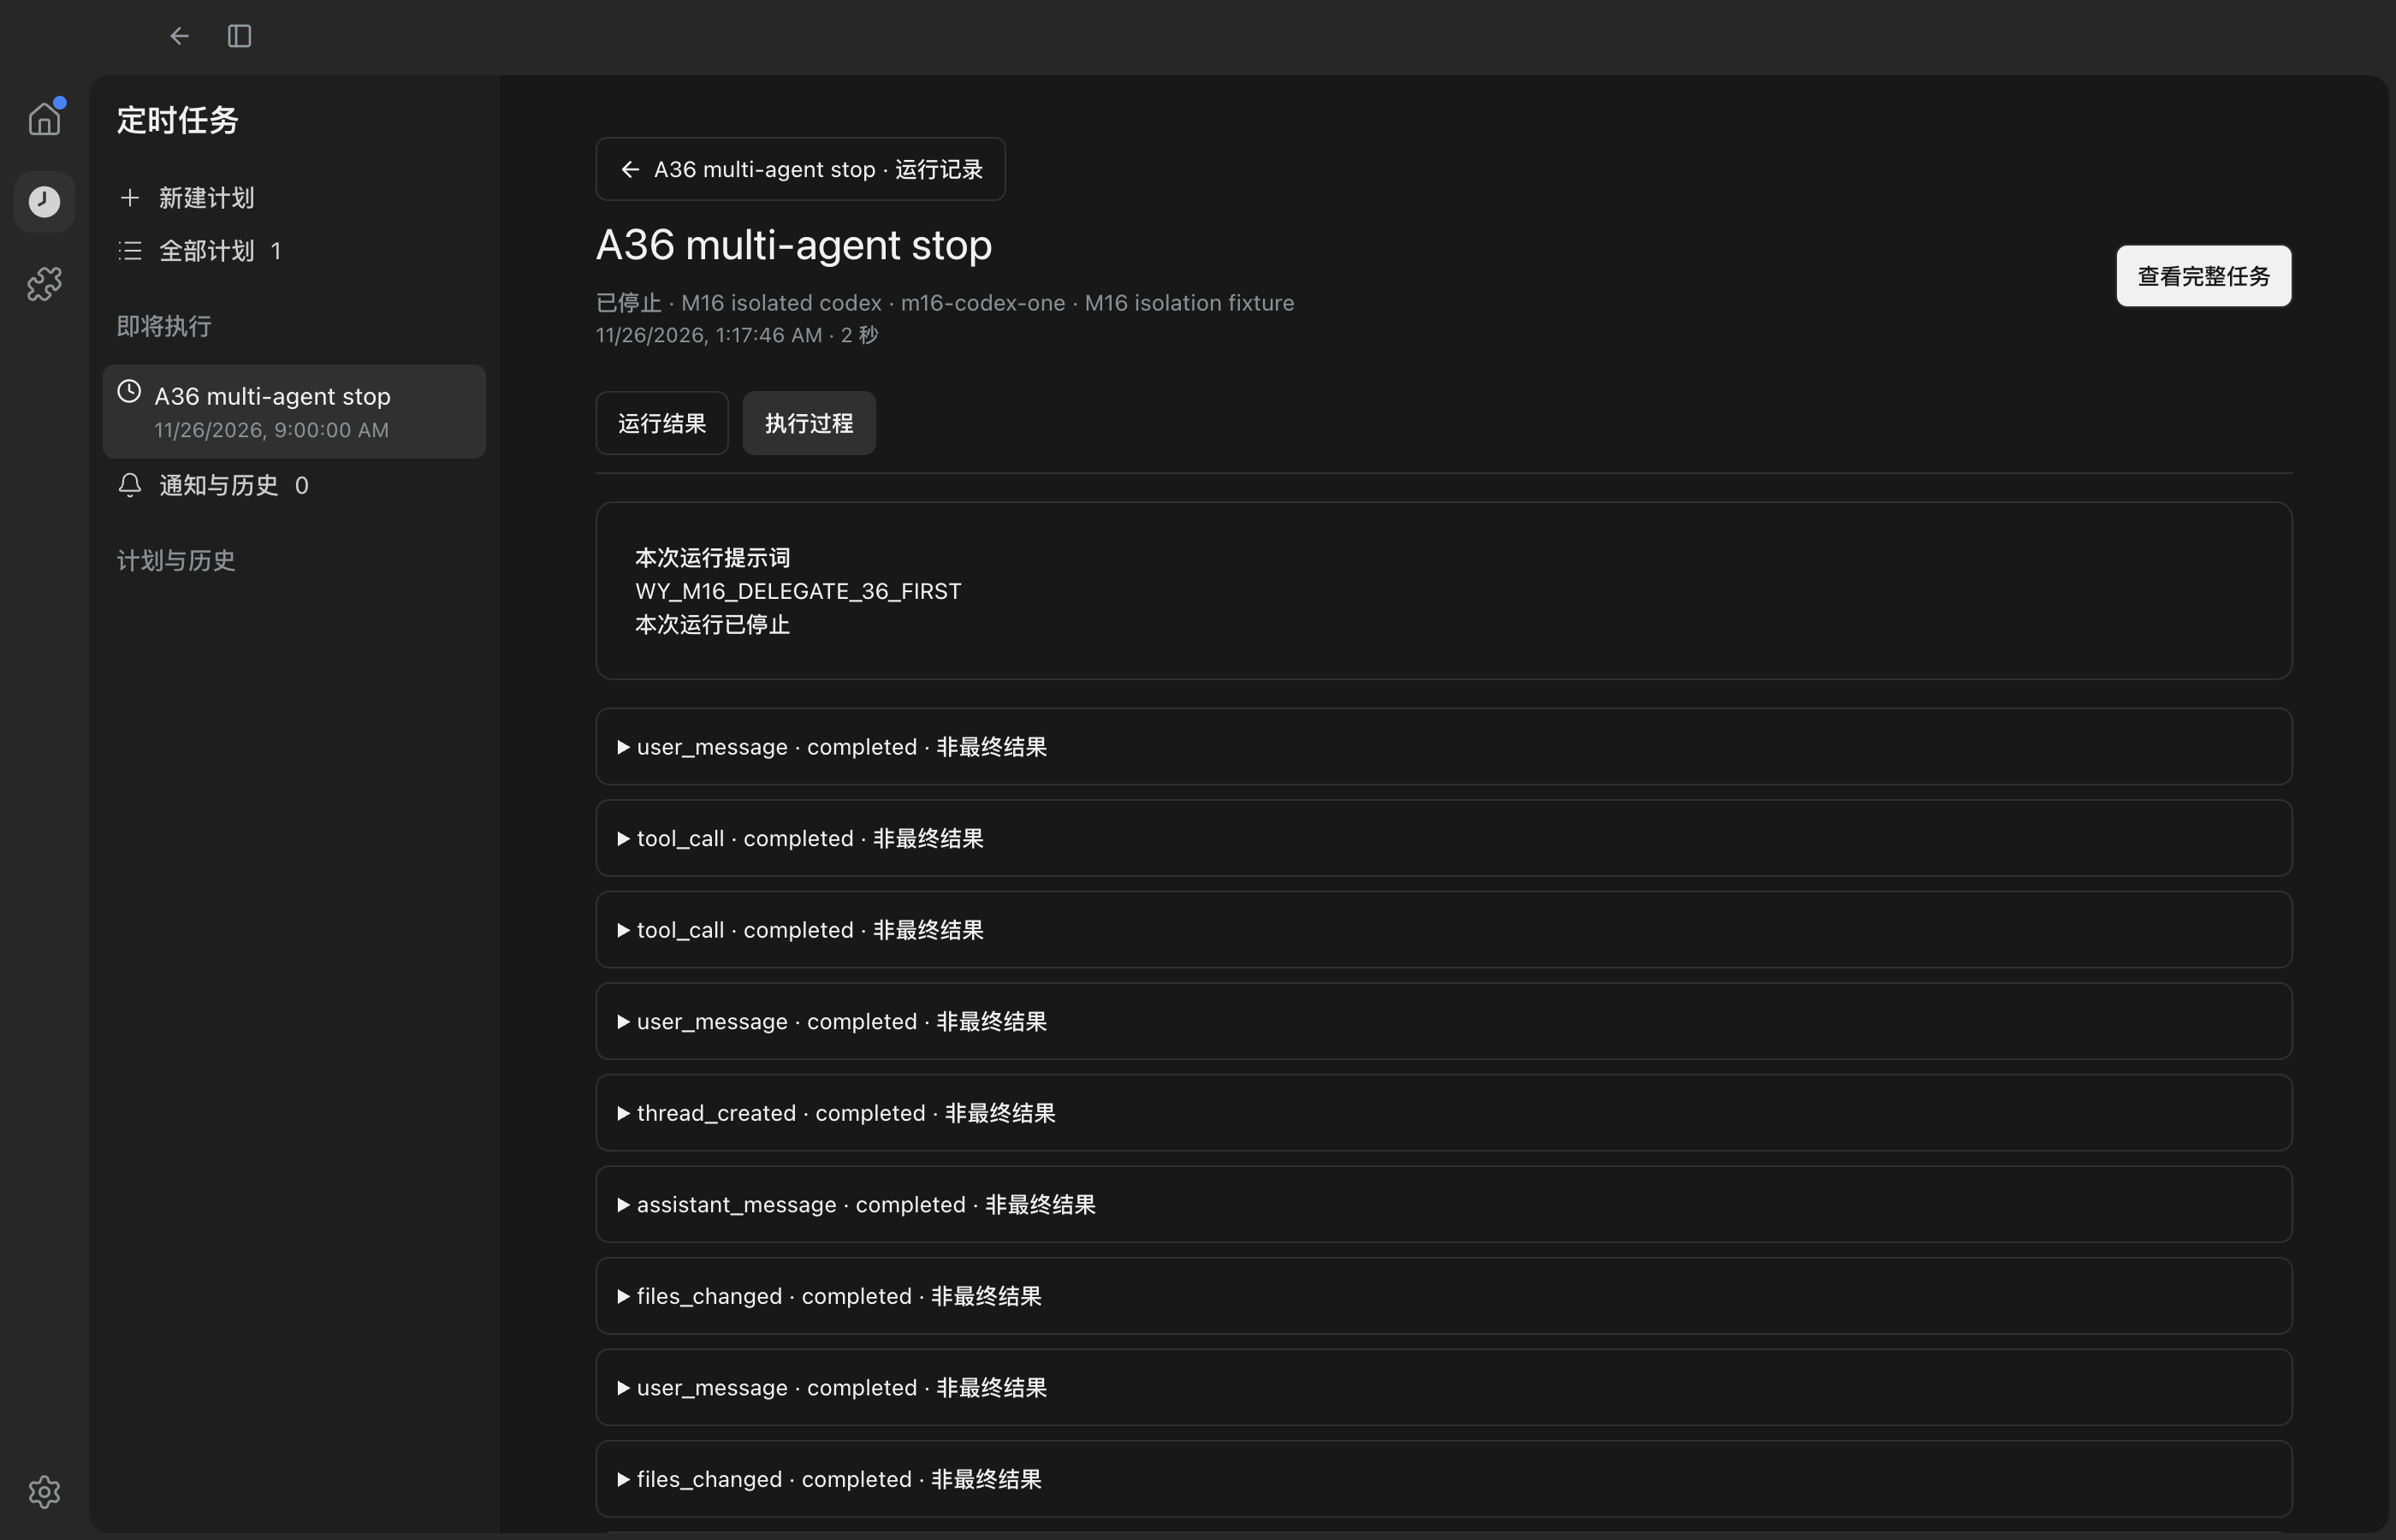 定时任务
新建计划
全部计划 1
即将执行
A36 multi-agent stop
11/26/2026, 9:00:00 AM
通知与历史 0
计划与历史
A36 multi-agent stop · 运行记录
A36 multi-agent stop
已停止 · M16 isolated codex · m16-codex-one · M16 isolation fixture
11/26/2026, 1:17:46 AM · 2 秒
查看完整任务
运行结果
执行过程
本次运行提示词
WY_M16_DELEGATE_36_FIRST
本次运行已停止
user_message · completed · 非最终结果
tool_call · completed · 非最终结果
tool_call · completed · 非最终结果
user_message · completed · 非最终结果
thread_created · completed · 非最终结果
assistant_message · completed · 非最终结果
files_changed · completed · 非最终结果
user_message · completed · 非最终结果
files_changed · completed · 非最终结果